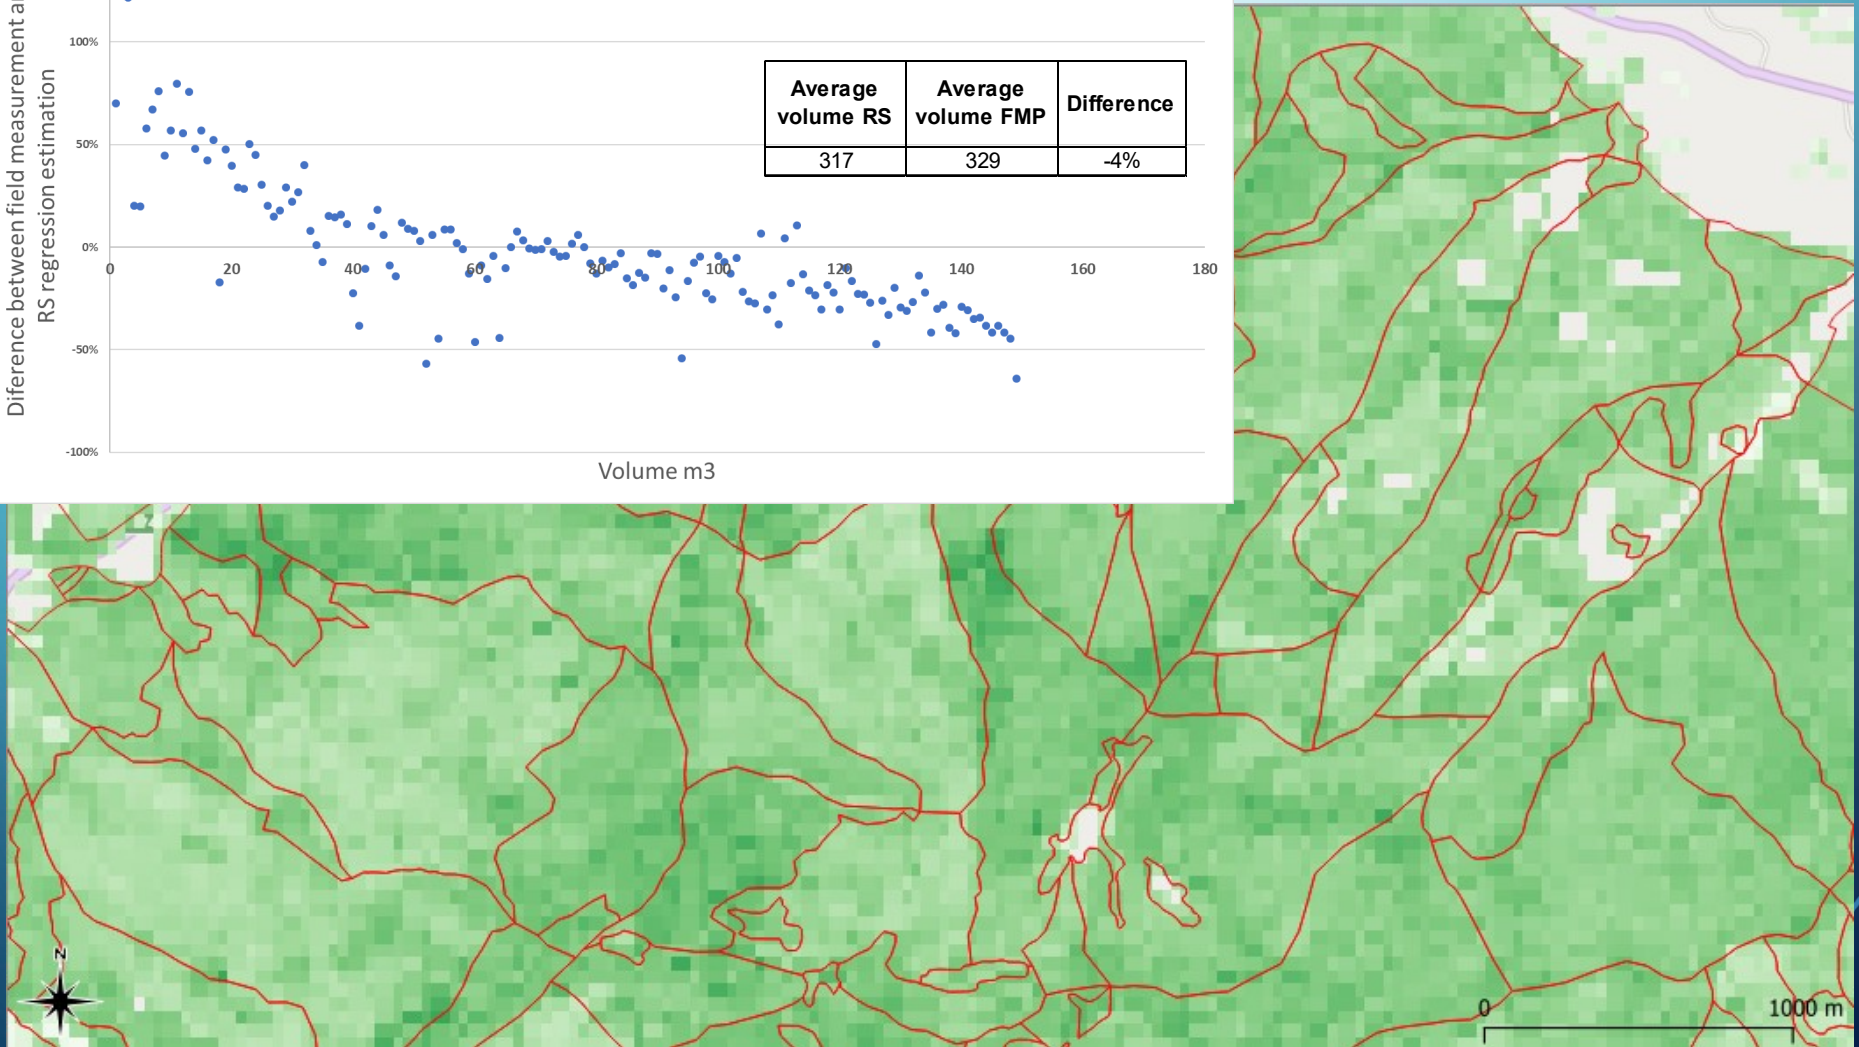 Diference between field measurement
RS regression estimation
100%
50%
0%
-50%
-100%
0 20 40 60 80 100 120 140 160 180
Volume m3
Average volume RS
Average volume FMP
Difference
317 329 -4%
N
0 1000 m